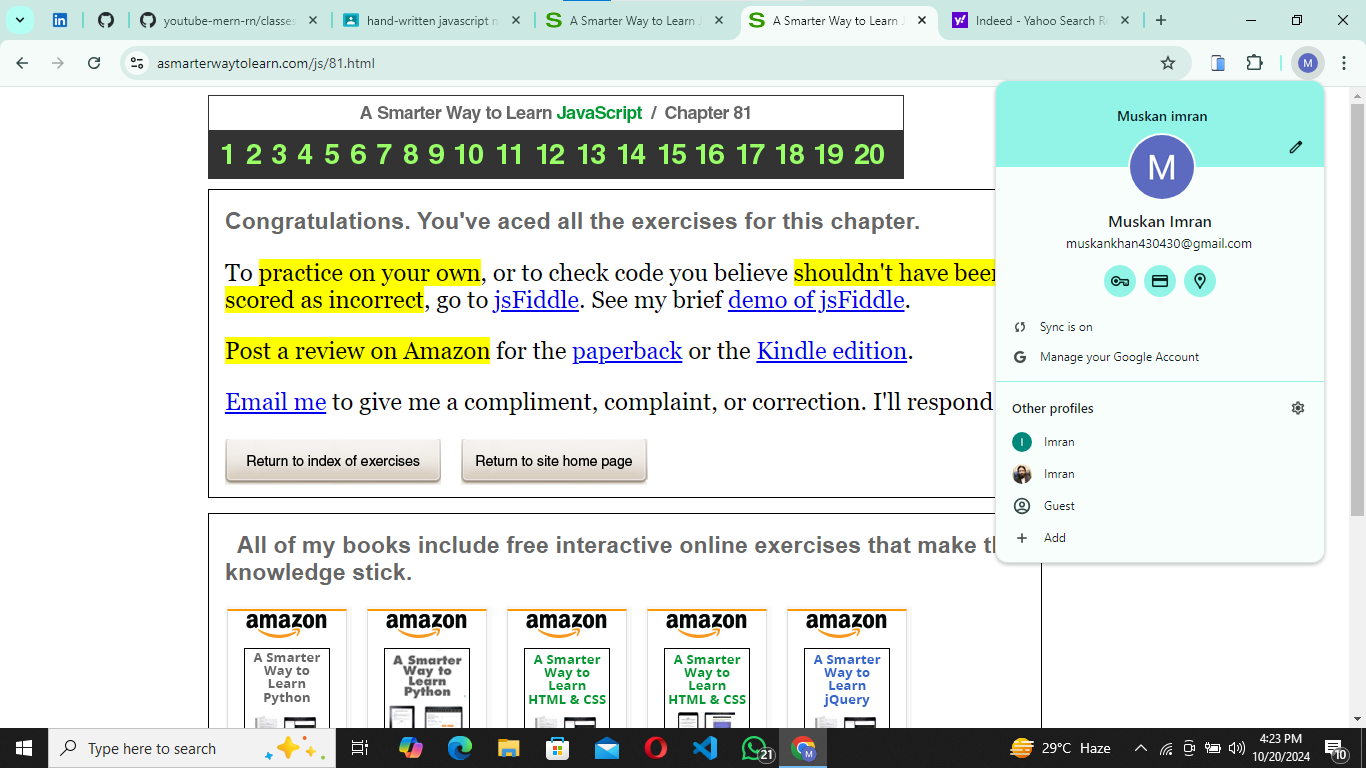 youtube-mern-rn/classes
hand-written javascript n
A Smarter Way to Learn J
A Smarter Way to Learn J
Indeed - Yahoo Search R
asmarterwaytolearn.com/js/81.html
M
A Smarter Way to Learn JavaScript / Chapter 81
1 2 3 4 5 6 7 8 9 10 11 12 13 14 15 16 17 18 19 20
Congratulations. You've aced all the exercises for this chapter.
To practice on your own, or to check code you believe shouldn't have been
scored as incorrect, go to jsFiddle. See my brief demo of jsFiddle.
Post a review on Amazon for the paperback or the Kindle edition.
Email me to give me a compliment, complaint, or correction. I'll respond
Return to index of exercises
Return to site home page
All of my books include free interactive online exercises that make th
knowledge stick.
amazon
A Smarter
Way to
Learn
Python
amazon
A Smarter
Way to
Learn
Python
amazon
A Smarter
Way to
Learn
HTML & CSS
amazon
A Smarter
Way to
Learn
HTML & CSS
amazon
A Smarter
Way to
Learn
jQuery
Muskan imran
M
Muskan Imran
muskankhan430430@gmail.com
Sync is on
Manage your Google Account
Other profiles
I
Imran
Imran
Guest
Add
Type here to search
21
M
29°C Haze
4:23 PM
10/20/2024
10